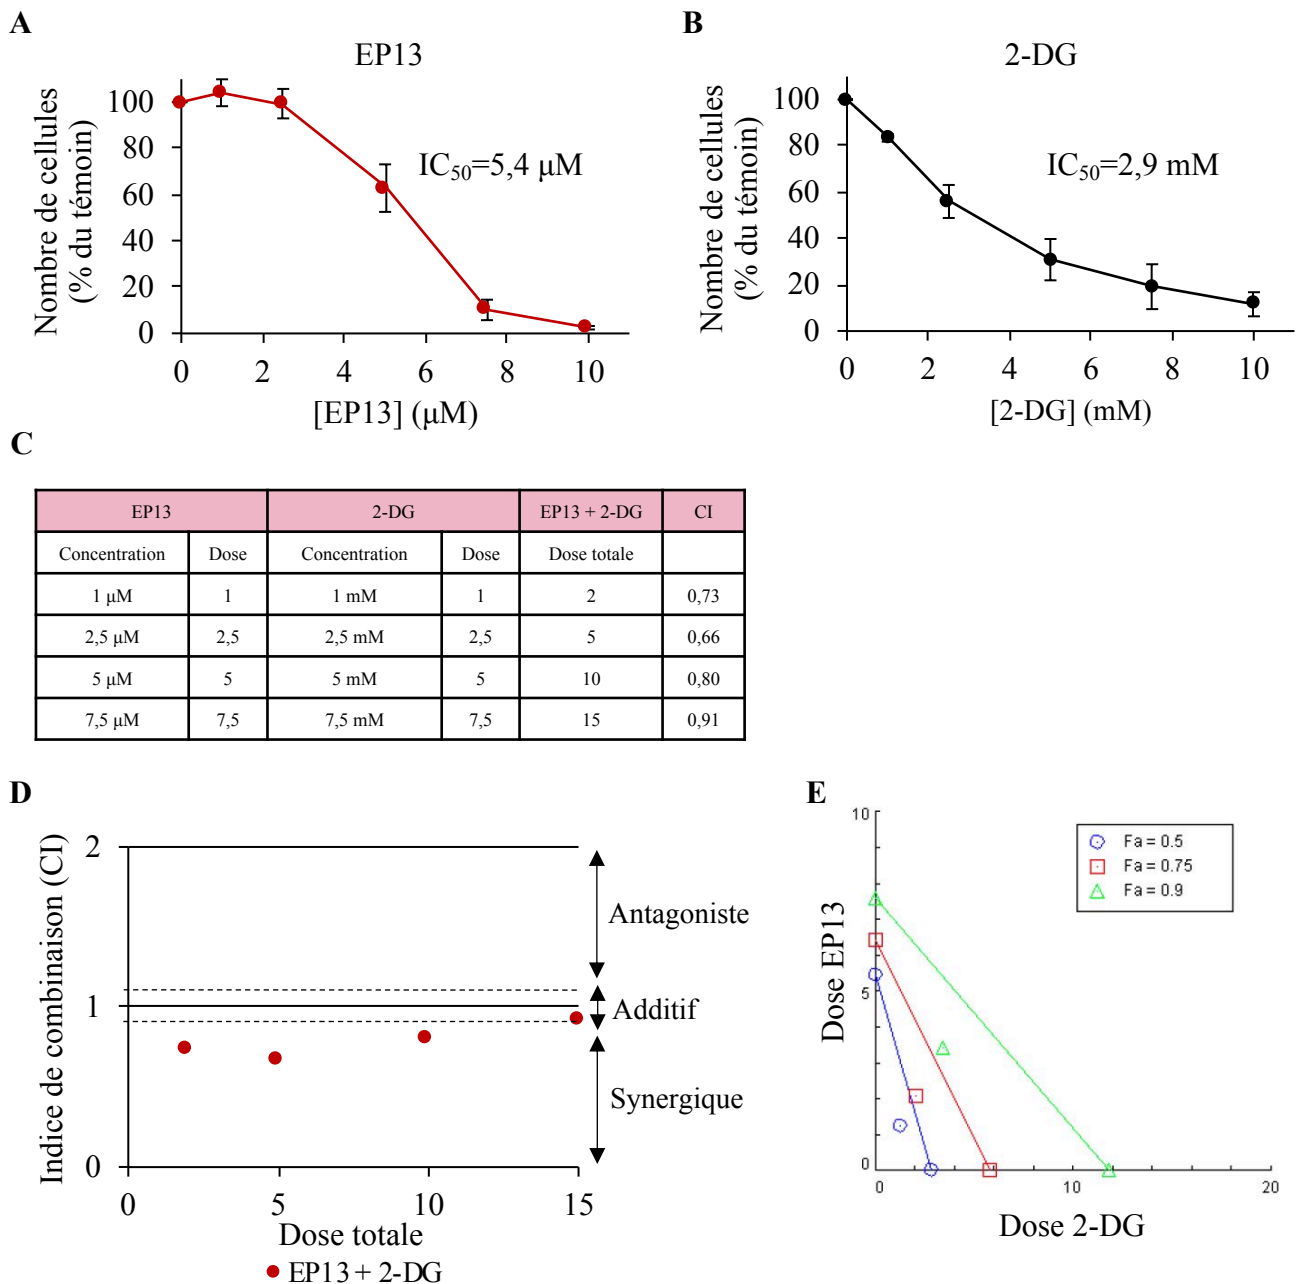 A
EP13
Nombre de cellules
(% du témoin)
100
80
60
40
20
0
IC50=5,4 μM
0 2 4 6 8 10
[EP13] (μM)
B
2-DG
Nombre de cellules
(% du témoin)
100
80
60
40
20
0
IC50=2,9 mM
0 2 4 6 8 10
[2-DG] (mM)
C
EP13 2-DG EP13 + 2-DG CI
Concentration Dose Concentration Dose Dose totale
1 μM 1 1 mM 1 2 0,73
2,5 μM 2,5 2,5 mM 2,5 5 0,66
5 μM 5 5 mM 5 10 0,80
7,5 μM 7,5 7,5 mM 7,5 15 0,91
D
Indice de combinaison (CI)
2
1
0
Antagoniste
Additif
Synergique
0 5 10 15
Dose totale
EP13 + 2-DG
E
Dose EP13
10
5
0
Fa = 0.5
Fa = 0.75
Fa = 0.9
0 10 20
Dose 2-DG